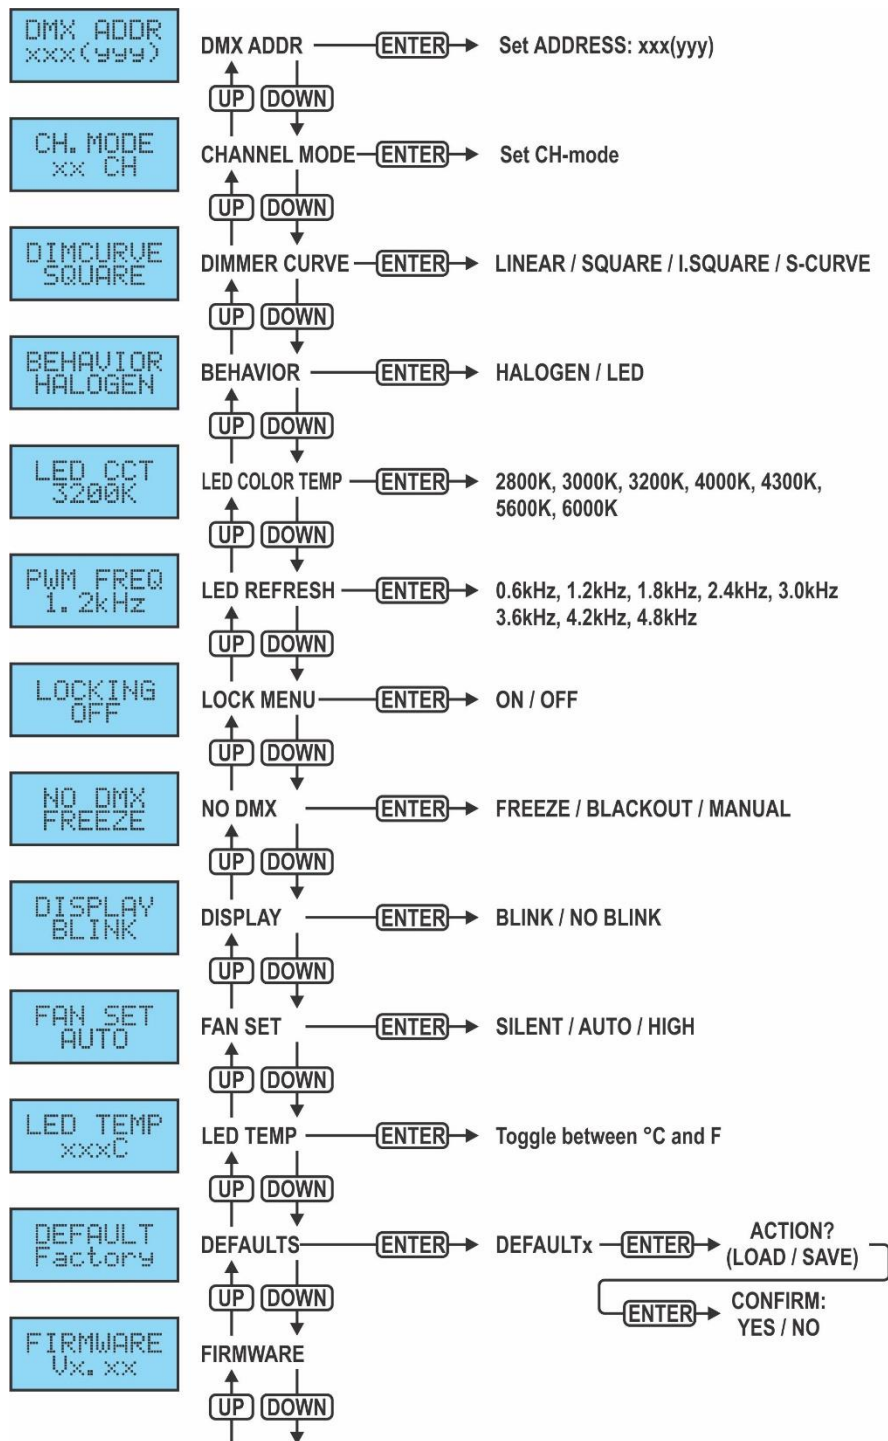 DMX ADDR
xxx(yyy)
DMX ADDR ENTER Set ADDRESS: xxx(yyy)
UP DOWN
CH. MODE
xx CH
CHANNEL MODE ENTER Set CH-mode
UP DOWN
DIMCURVE
SQUARE
DIMMER CURVE ENTER LINEAR / SQUARE / I.SQUARE / S-CURVE
UP DOWN
BEHAVIOR
HALOGEN
BEHAVIOR ENTER HALOGEN / LED
UP DOWN
LED CCT
3200K
LED COLOR TEMP ENTER 2800K, 3000K, 3200K, 4000K, 4300K,
5600K, 6000K
UP DOWN
PWM FREQ
1.2kHz
LED REFRESH ENTER 0.6kHz, 1.2kHz, 1.8kHz, 2.4kHz, 3.0kHz
3.6kHz, 4.2kHz, 4.8kHz
UP DOWN
LOCKING
OFF
LOCK MENU ENTER ON / OFF
UP DOWN
NO DMX
FREEZE
NO DMX ENTER FREEZE / BLACKOUT / MANUAL
UP DOWN
DISPLAY
BLINK
DISPLAY ENTER BLINK / NO BLINK
UP DOWN
FAN SET
AUTO
FAN SET ENTER SILENT / AUTO / HIGH
UP DOWN
LED TEMP
xxxC
LED TEMP ENTER Toggle between °C and F
UP DOWN
DEFAULT
Factory
DEFAULTS ENTER DEFAULTx ENTER ACTION?
(LOAD / SAVE)
UP DOWN
ENTER CONFIRM:
YES / NO
FIRMWARE
Vx.xx
FIRMWARE
UP DOWN